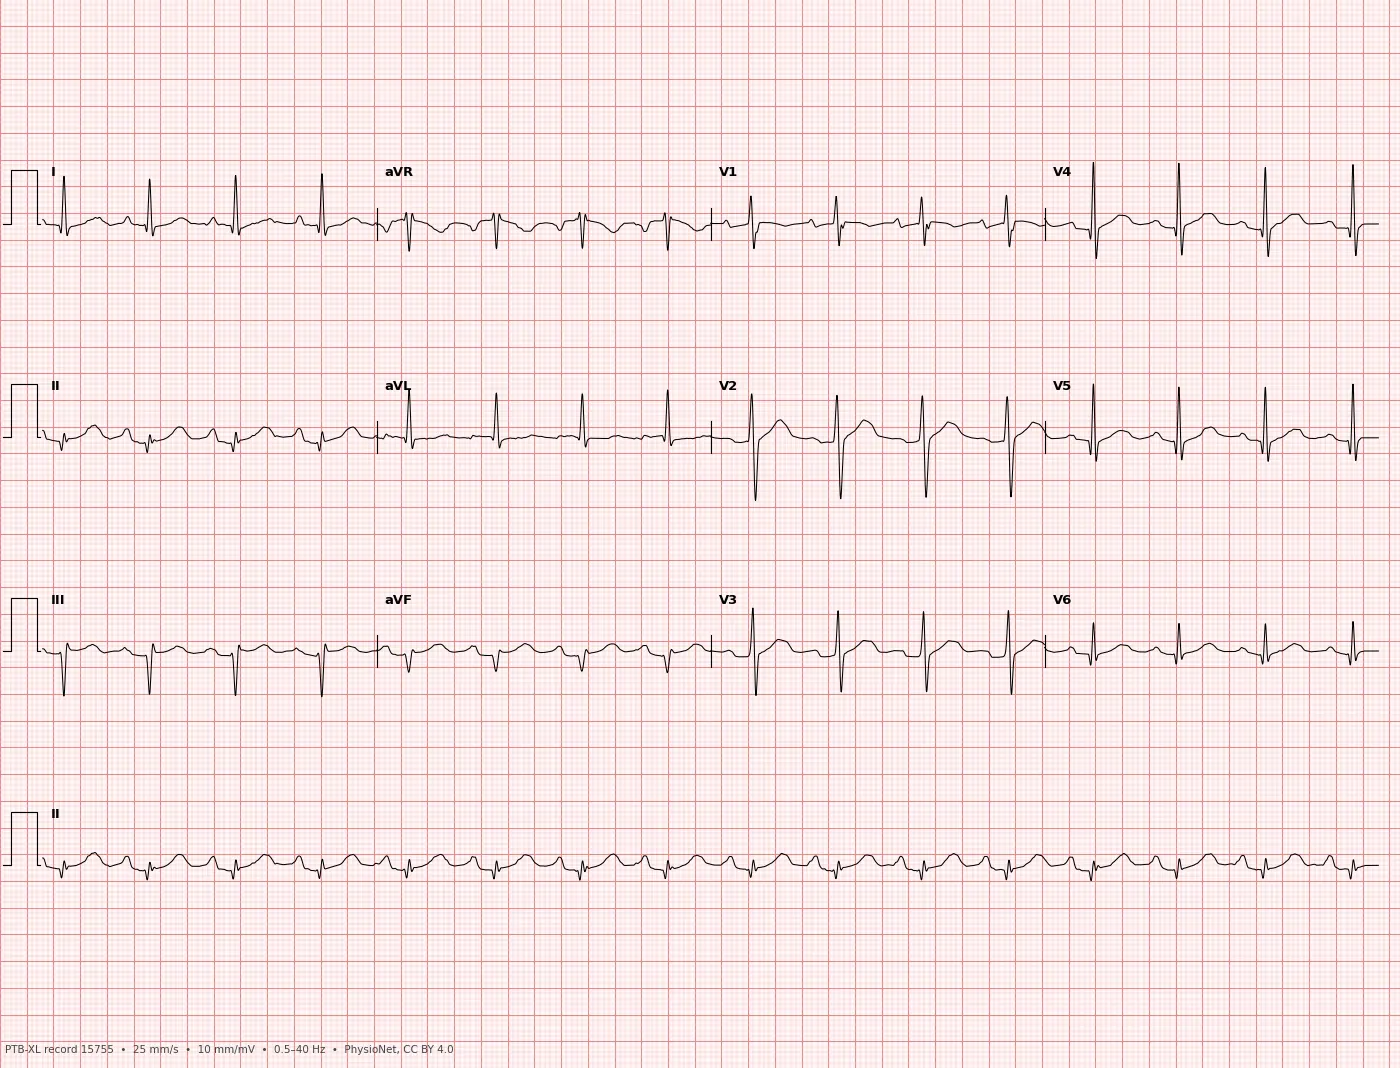 I aVR V1 V4
II aVL V2 V5
III aVF V3 V6
II
PTB-XL record 15755 • 25 mm/s • 10 mm/mV • 0.5–40 Hz • PhysioNet, CC BY 4.0